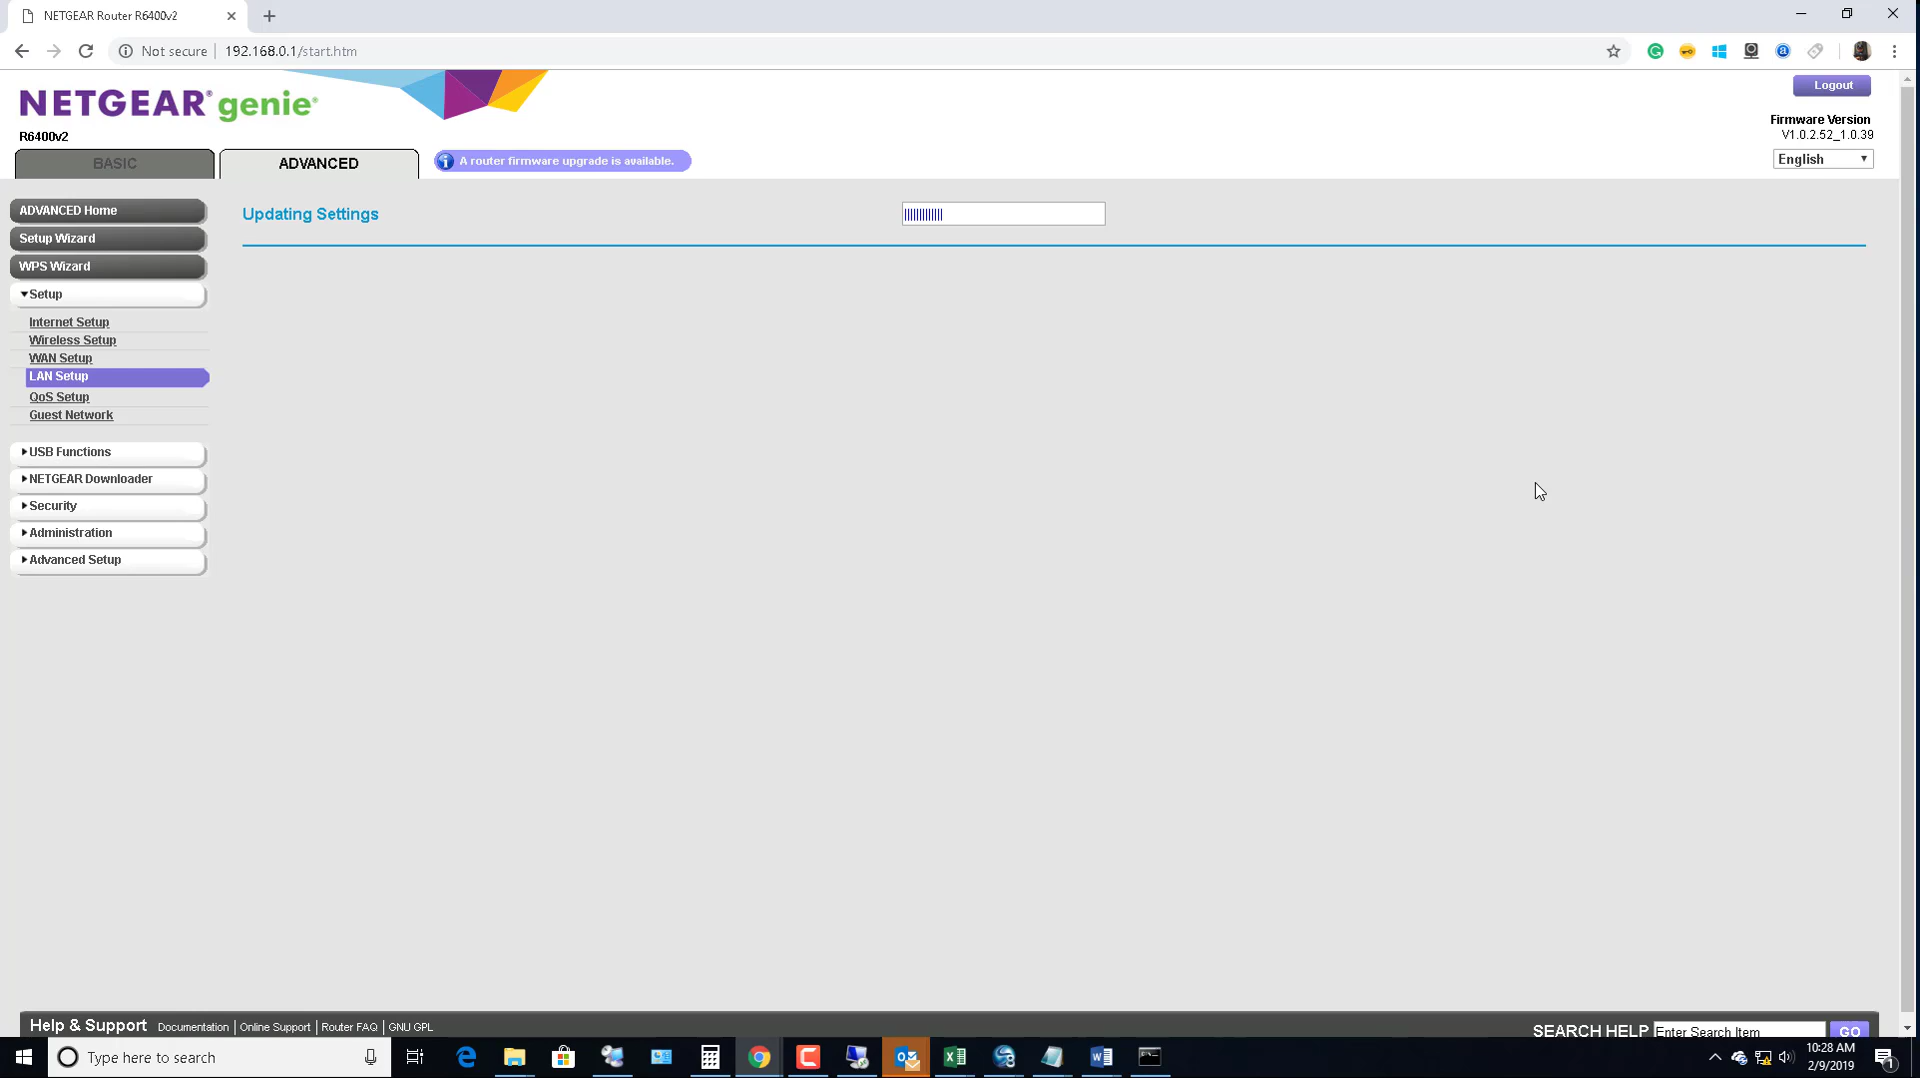 NETGEAR Router R6400v2
Not secure | 192.168.0.1/start.htm
NETGEAR® genie®
Logout
R6400v2
Firmware Version
V1.0.2.52_1.0.39
BASIC
ADVANCED
A router firmware upgrade is available.
English
ADVANCED Home
Setup Wizard
WPS Wizard
Setup
Internet Setup
Wireless Setup
WAN Setup
LAN Setup
QoS Setup
Guest Network
USB Functions
NETGEAR Downloader
Security
Administration
Advanced Setup
Updating Settings
Help & Support Documentation | Online Support | Router FAQ | GNU GPL
SEARCH HELP Enter Search Item GO
Type here to search
10:28 AM
2/9/2019
1